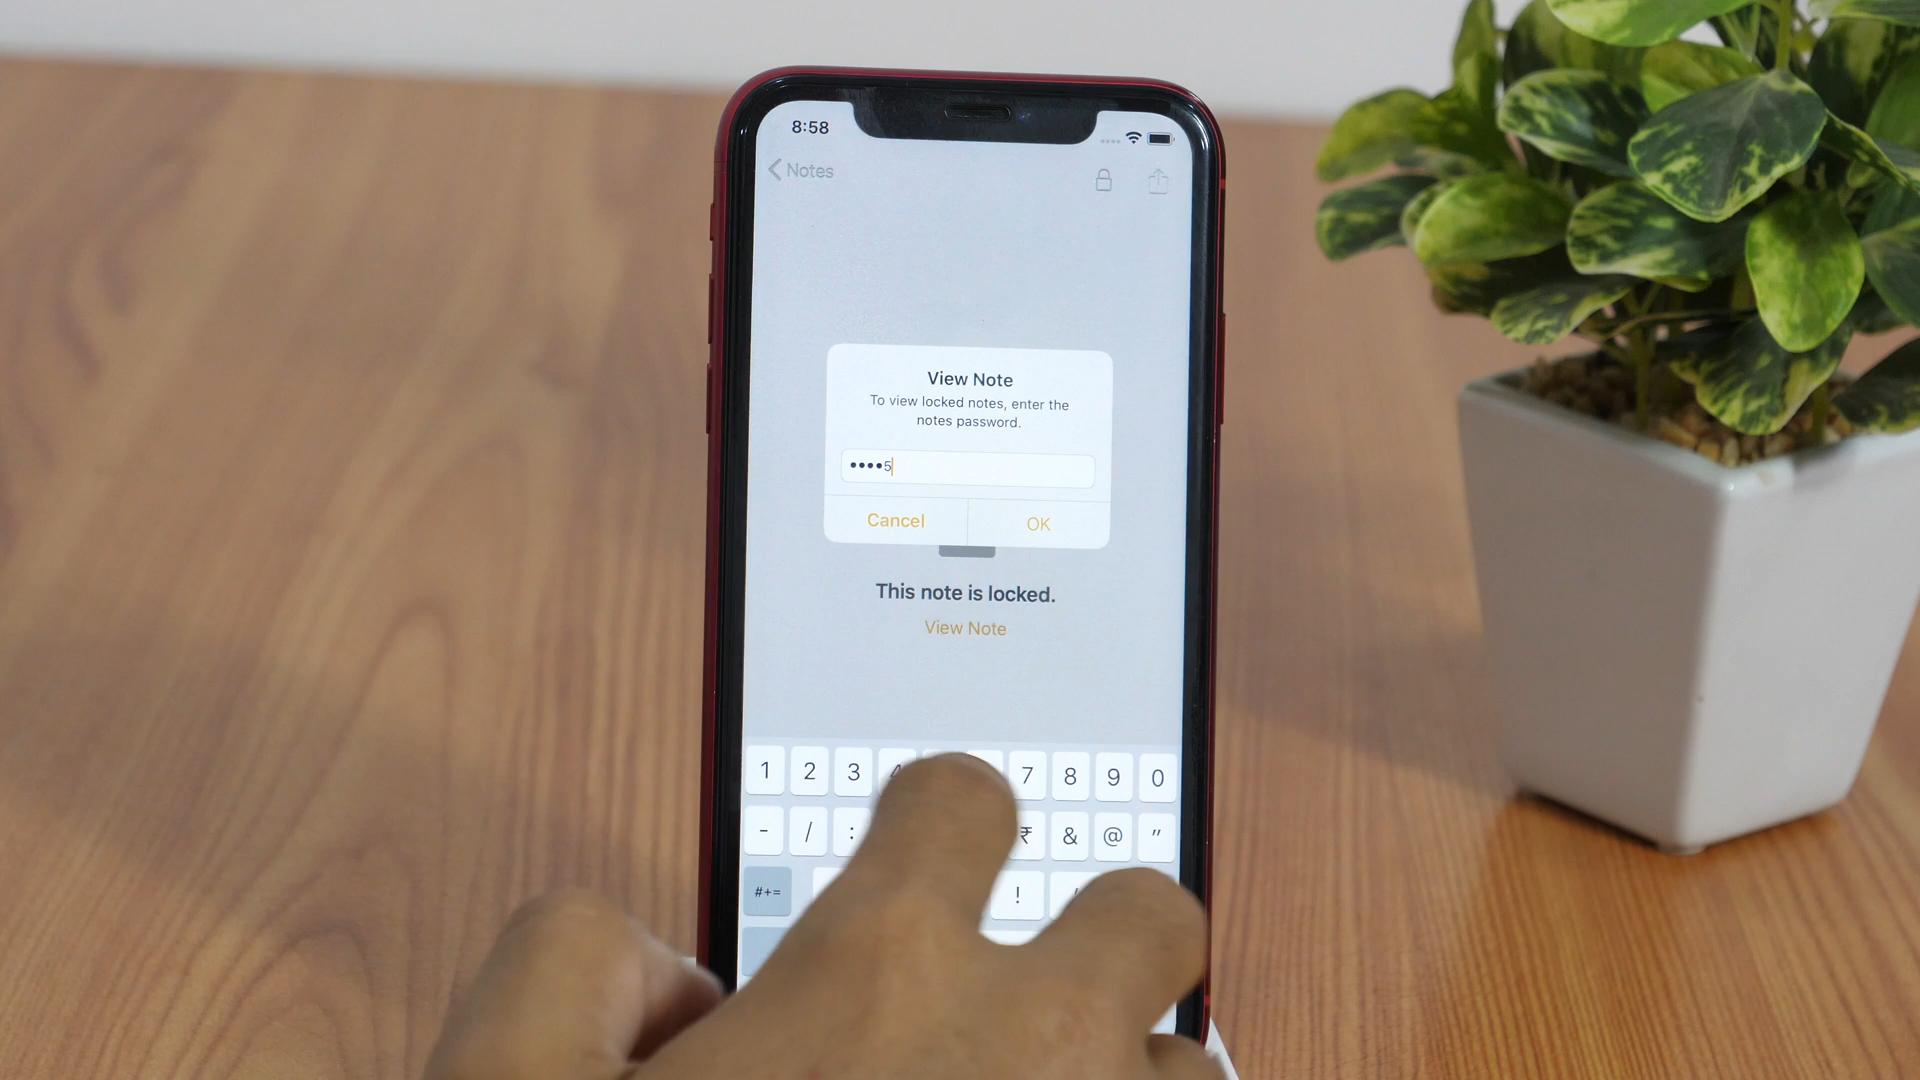 8:58
Notes
View Note
To view locked notes, enter the
notes password.
••••5
Cancel OK
This note is locked.
View Note
1 2 3 4 7 8 9 0
- / : ₹ & @ "
#+= !